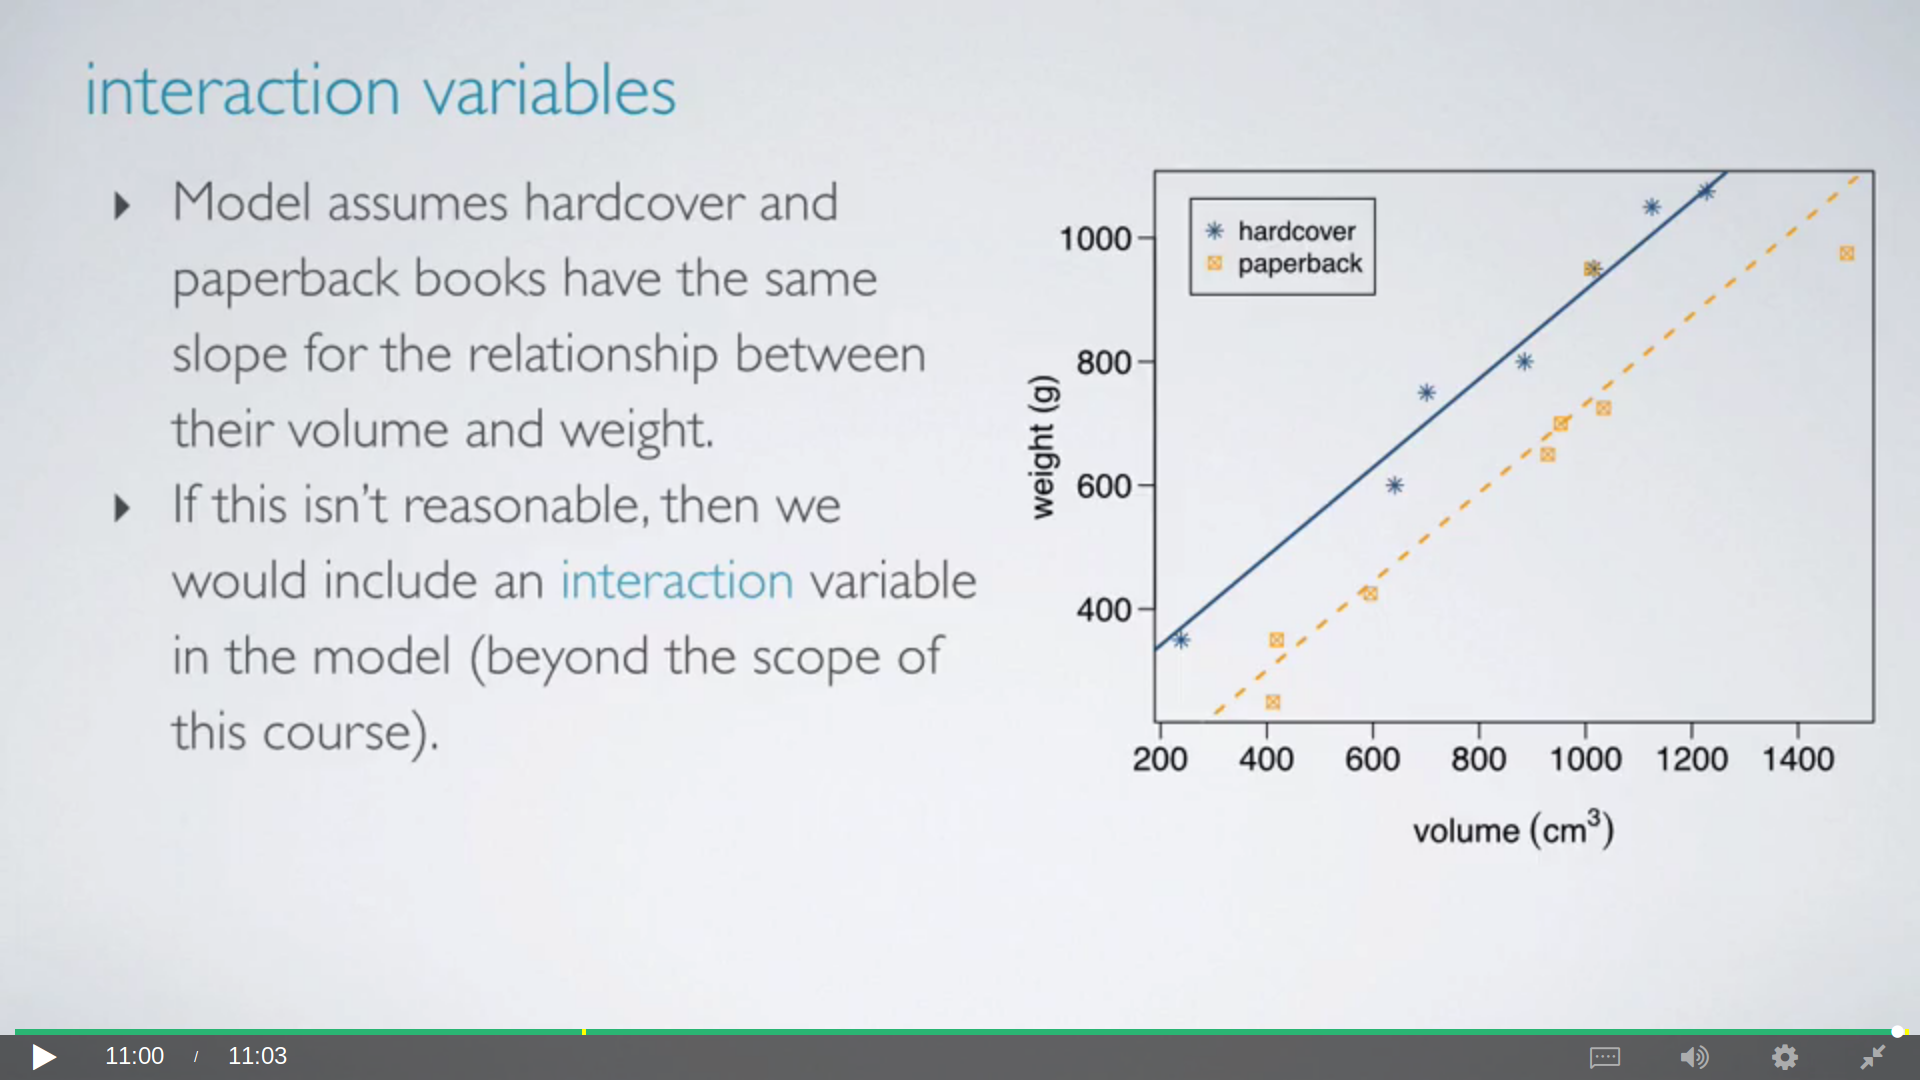 interaction variables
Model assumes hardcover and
paperback books have the same
slope for the relationship between
their volume and weight.
If this isn't reasonable, then we
would include an interaction variable
in the model (beyond the scope of
this course).
hardcover
paperback
1000
800
600
400
weight (g)
200 400 600 800 1000 1200 1400
volume (cm³)
11:00 / 11:03